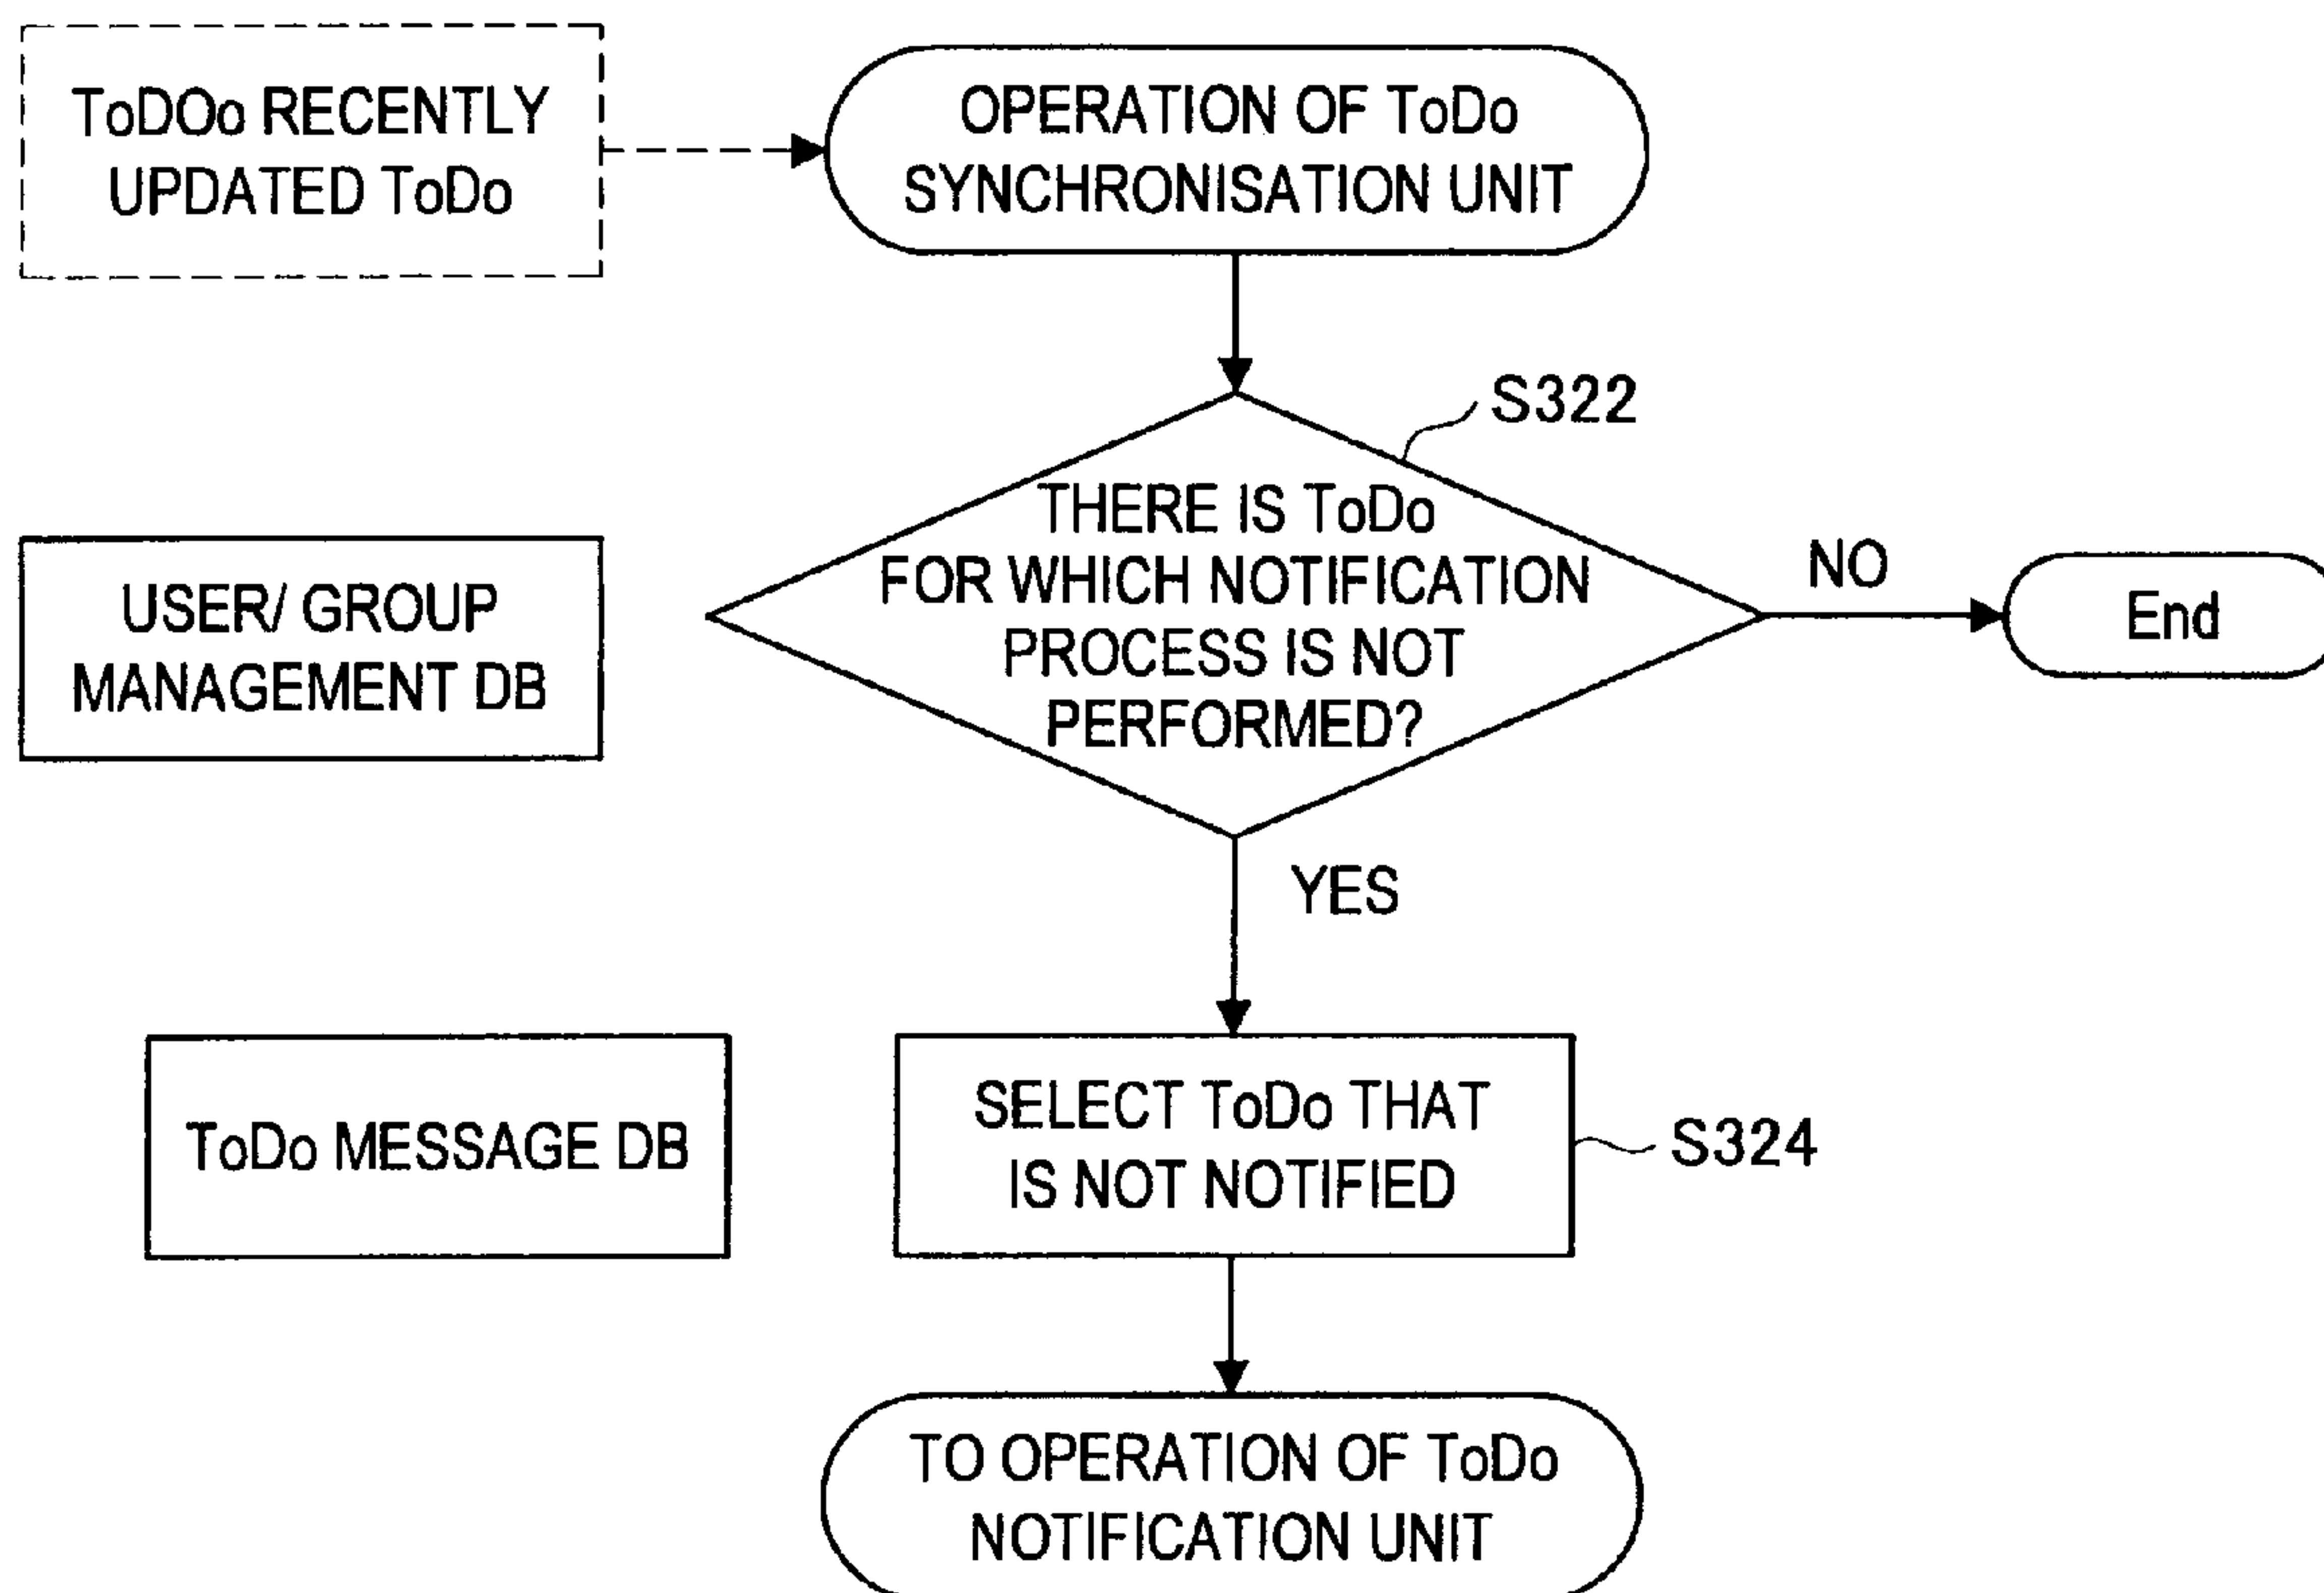 ToDOo RECENTLY
UPDATED ToDo
OPERATION OF ToDo
SYNCHRONISATION UNIT
S322
THERE IS ToDo
FOR WHICH NOTIFICATION
PROCESS IS NOT
PERFORMED?
NO
End
USER/ GROUP
MANAGEMENT DB
YES
ToDo MESSAGE DB
SELECT ToDo THAT
IS NOT NOTIFIED
S324
TO OPERATION OF ToDo
NOTIFICATION UNIT